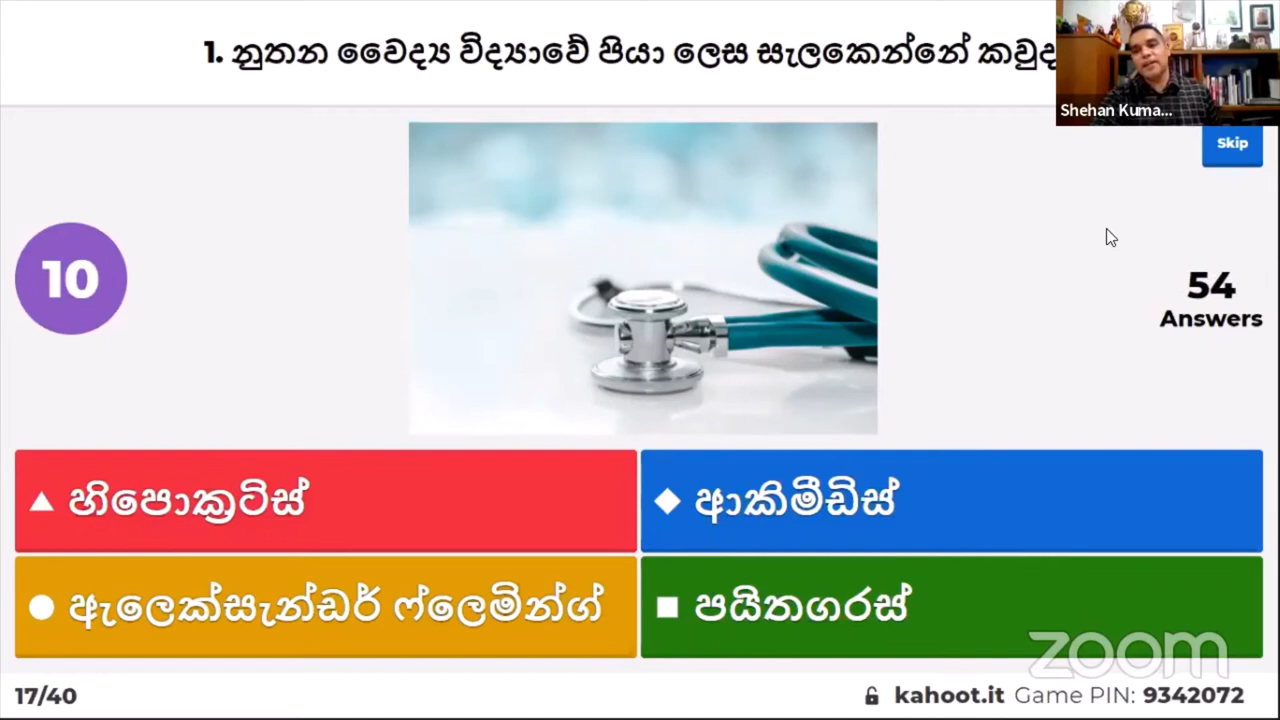 1. නුතන වෛද්‍ය විද්‍යාවේ පියා ලෙස සැලකෙන්නේ
Shehan Kuma...
Skip
10
54
Answers
හිපොක්‍රටිස්
ආකිමීඩිස්
ඇලෙක්සැන්ඩර් ෆ්ලෙමින්ග්
පයිතගරස්
zoom
17/40
kahoot.it Game PIN: 9342072